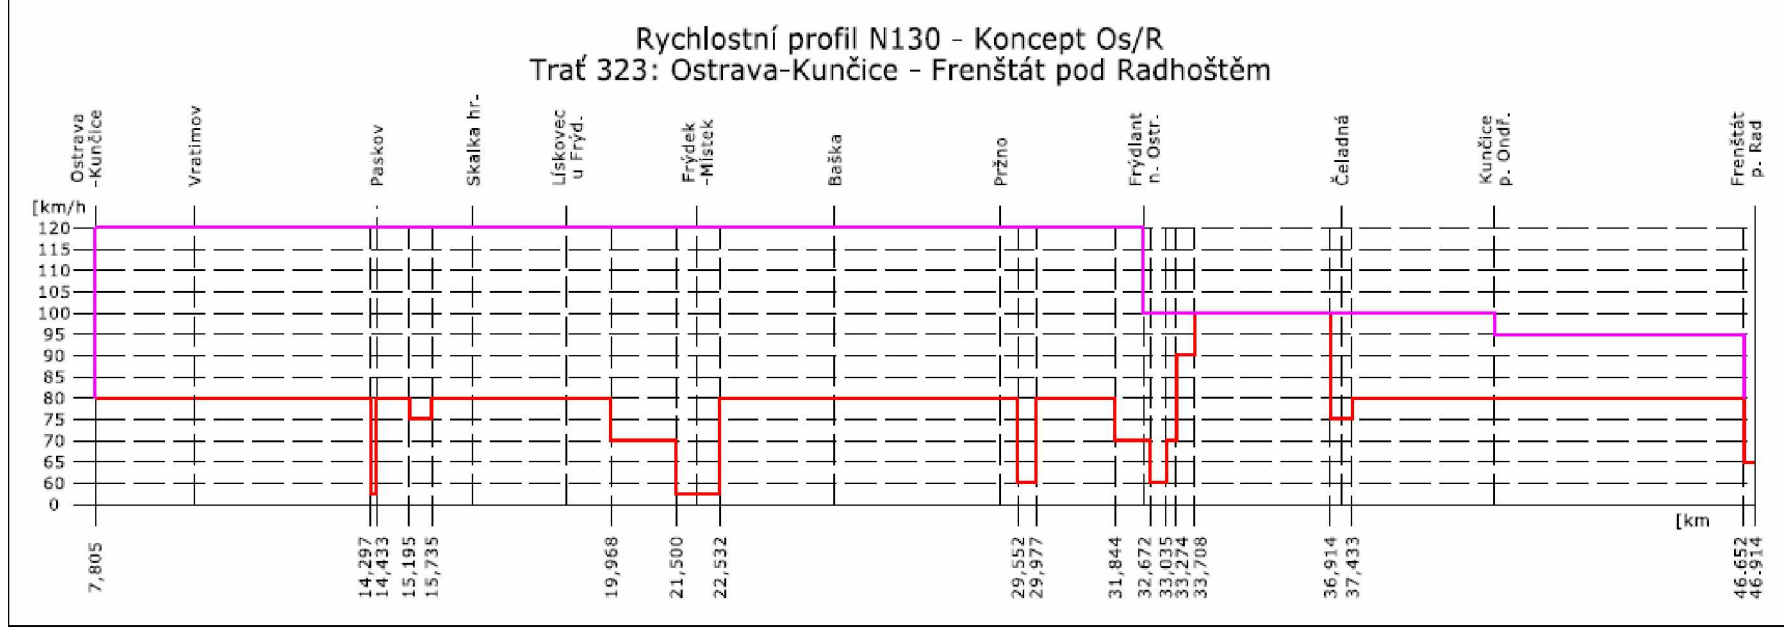 Rychlostní profil N130 - Koncept Os/R
Trať 323: Ostrava-Kunčice - Frenštát pod Radhoštěm
Ostrava
-Kunčice
Vratimov
Paskov
Skalka hr-
Lískovec
u Frýd.
Frýdek
-Místek
Baška
Pržno
Frýdlant
n. Ostr.
Čeladná
Kunčice
p. Ondř.
Frenštát
p. Rad
[km/h
120
115
110
105
100
95
90
85
80
75
70
65
60
0
[km
7,805
14,297
14,433
15,195
15,735
19,968
21,500
22,532
29,552
29,977
31,844
32,672
33,035
33,274
33,708
36,914
37,433
46.652
46.914